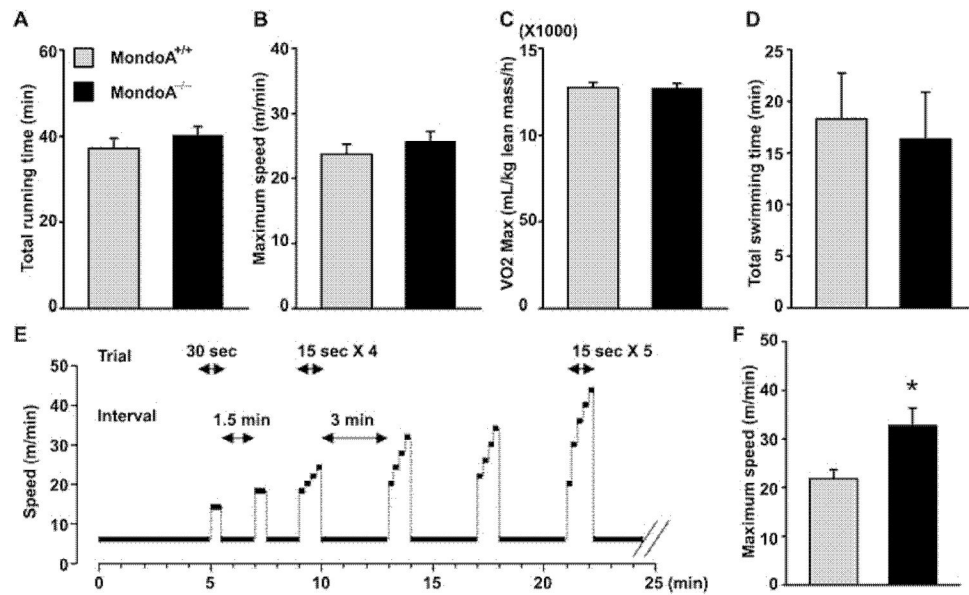 A
Total running time (min)
60
40
20
0
MondoA+/+
MondoA-/-
B
Maximum speed (m/min)
40
30
20
10
0
C
(X1000)
VO2 Max (mL/kg lean mass/h)
15
10
5
0
D
Total swimming time (min)
25
20
15
10
5
0
E
Speed (m/min)
50
40
30
20
10
0
Trial
30 sec
15 sec X 4
15 sec X 5
Interval
1.5 min
3 min
0 5 10 15 20 25 (min)
F
Maximum speed (m/min)
50
40
30
20
10
0
*